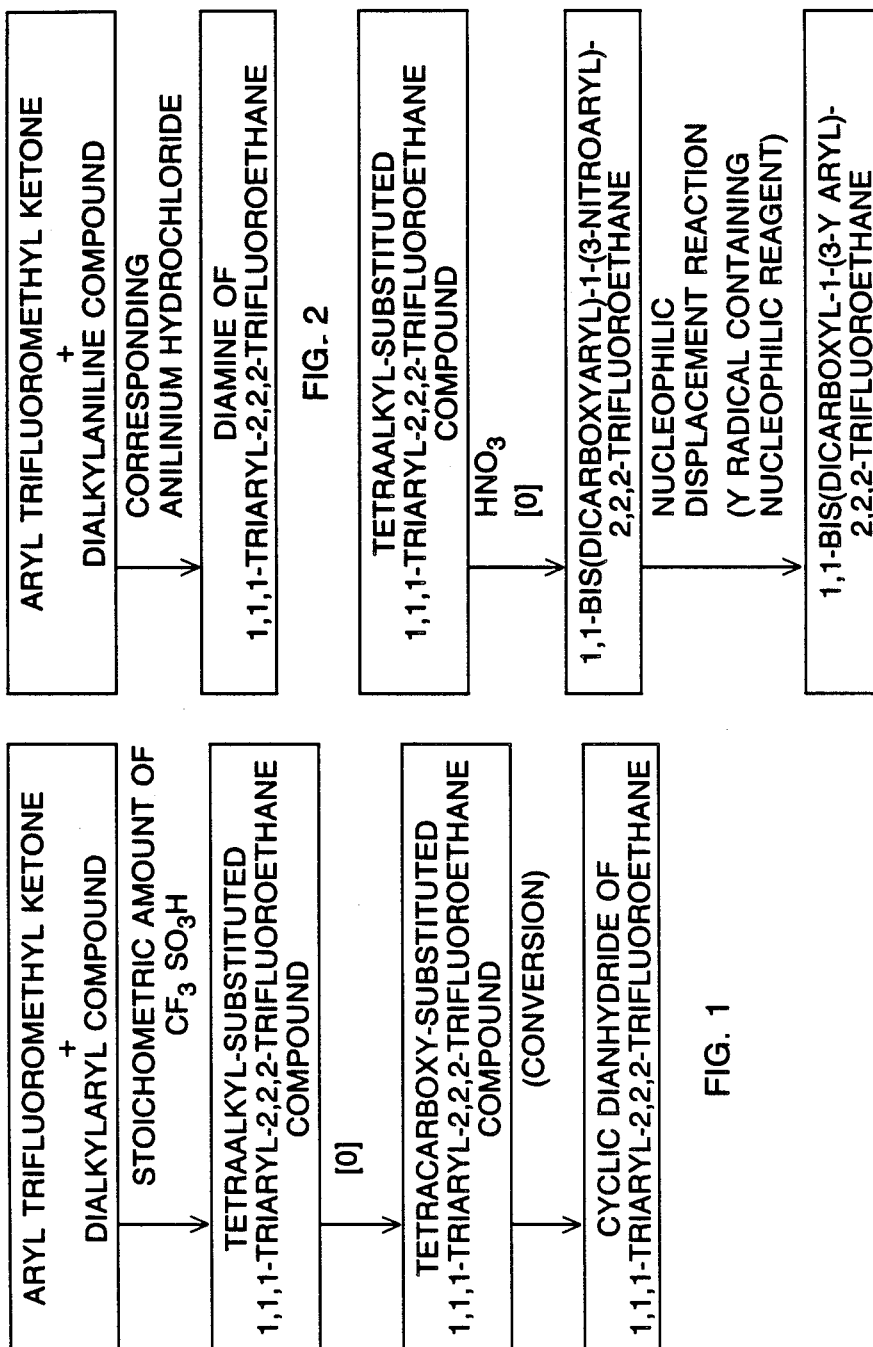 ARYL TRIFLUOROMETHYL KETONE
+
DIALKYLARYL COMPOUND
STOICHOMETRIC AMOUNT OF
CF3 SO3H
TETRAALKYL-SUBSTITUTED
1,1,1-TRIARYL-2,2,2-TRIFLUOROETHANE
COMPOUND
[0]
TETRACARBOXY-SUBSTITUTED
1,1,1-TRIARYL-2,2,2-TRIFLUOROETHANE
COMPOUND
(CONVERSION)
CYCLIC DIANHYDRIDE OF
1,1,1-TRIARYL-2,2,2-TRIFLUOROETHANE
FIG. 1
ARYL TRIFLUOROMETHYL KETONE
+
DIALKYLANILINE COMPOUND
CORRESPONDING
ANILINIUM HYDROCHLORIDE
DIAMINE OF
1,1,1-TRIARYL-2,2,2-TRIFLUOROETHANE
FIG. 2
TETRAALKYL-SUBSTITUTED
1,1,1-TRIARYL-2,2,2-TRIFLUOROETHANE
COMPOUND
HNO3
[0]
1,1-BIS(DICARBOXYARYL)-1-(3-NITROARYL)-
2,2,2-TRIFLUOROETHANE
NUCLEOPHILIC
DISPLACEMENT REACTION
(Y RADICAL CONTAINING
NUCLEOPHILIC REAGENT)
1,1-BIS(DICARBOXYL-1-(3-Y ARYL)-
2,2,2-TRIFLUOROETHANE